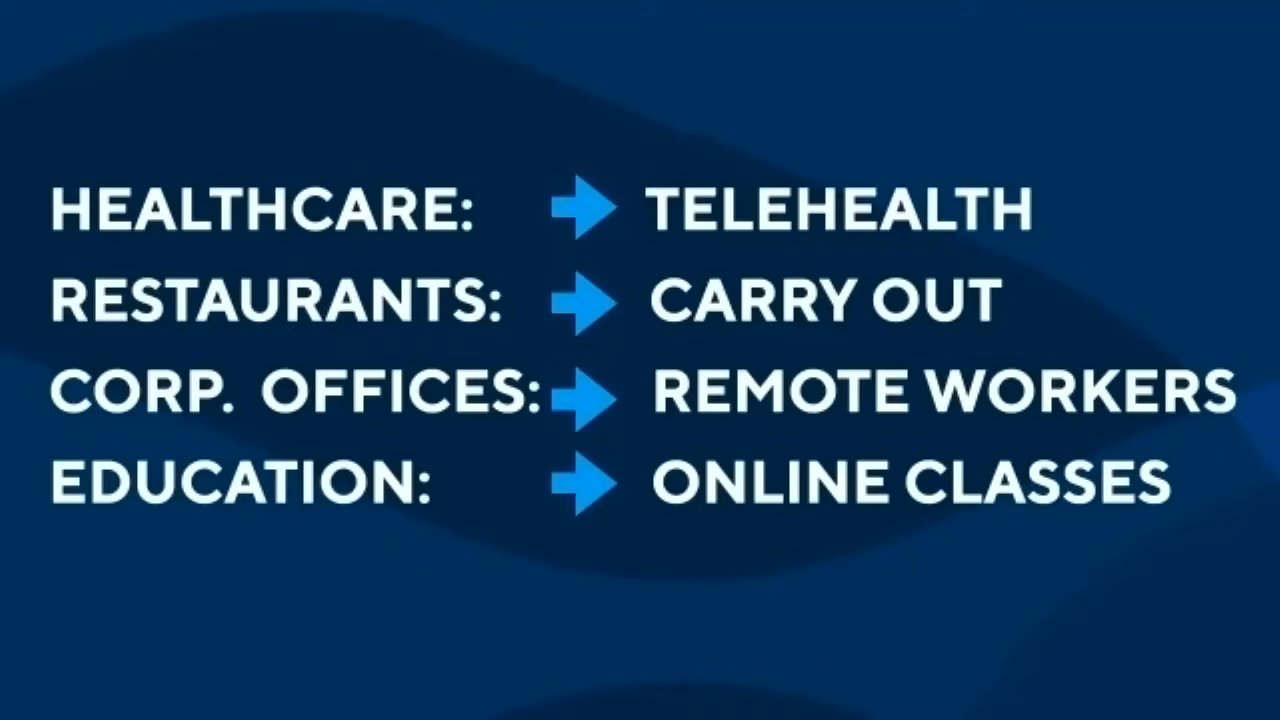 HEALTHCARE: TELEHEALTH
RESTAURANTS: CARRY OUT
CORP. OFFICES: REMOTE WORKERS
EDUCATION: ONLINE CLASSES